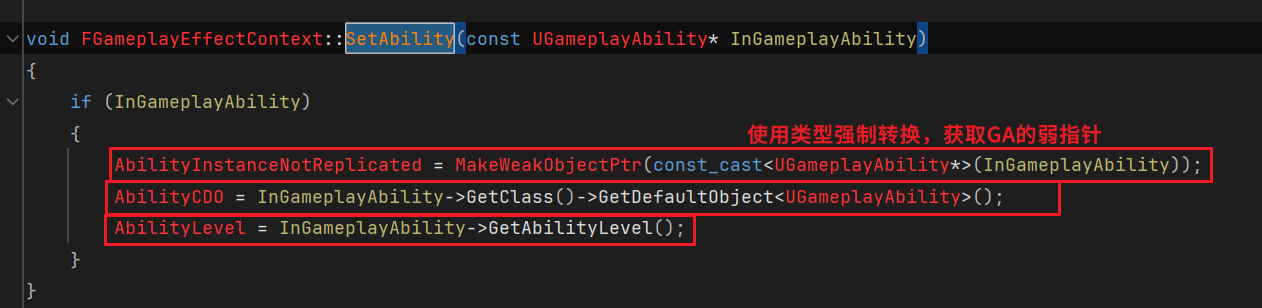 void FGameplayEffectContext::SetAbility(const UGameplayAbility* InGameplayAbility)
{
if (InGameplayAbility)
{
使用类型强制转换，获取GA的弱指针
AbilityInstanceNotReplicated = MakeWeakObjectPtr(const_cast<UGameplayAbility*>(InGameplayAbility));
AbilityCDO = InGameplayAbility->GetClass()->GetDefaultObject<UGameplayAbility>();
AbilityLevel = InGameplayAbility->GetAbilityLevel();
}
}